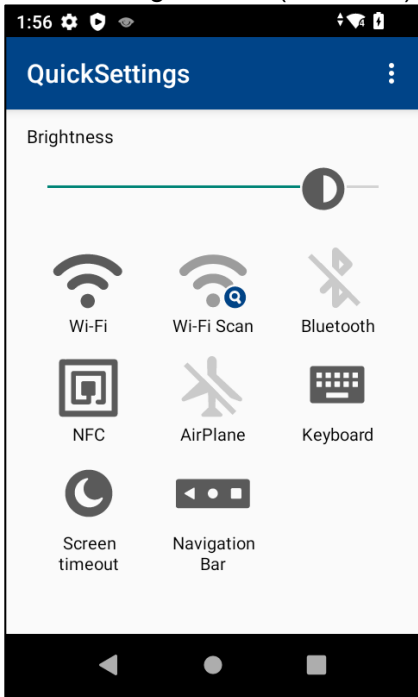 1:56
QuickSettings
Brightness
Wi-Fi
Wi-Fi Scan
Bluetooth
NFC
AirPlane
Keyboard
Screen
timeout
Navigation
Bar